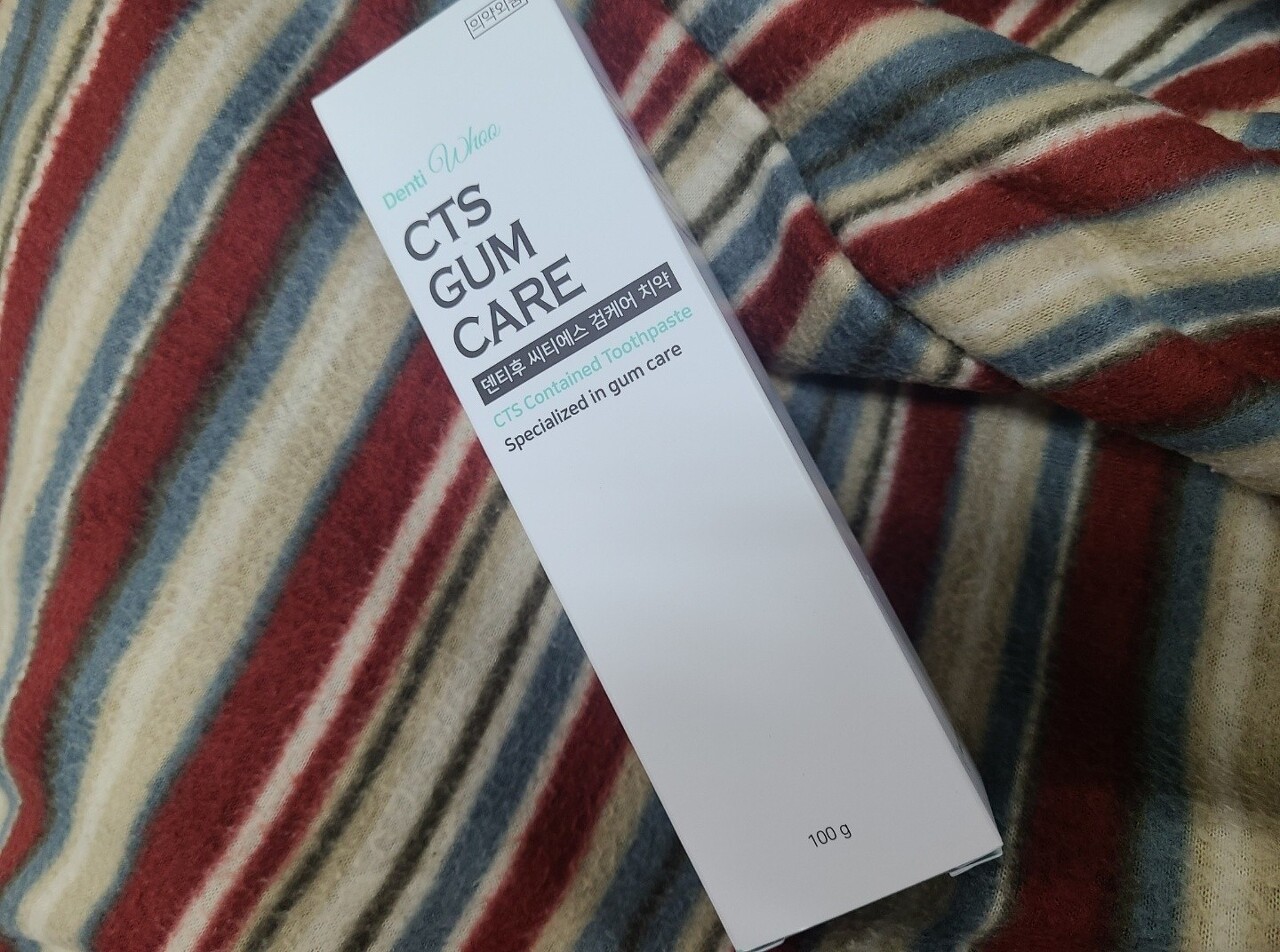 의약외품
Denti Whoo
CTS
GUM
CARE
덴티후 씨티에스 검케어 치약
CTS Contained Toothpaste
Specialized in gum care
100 g